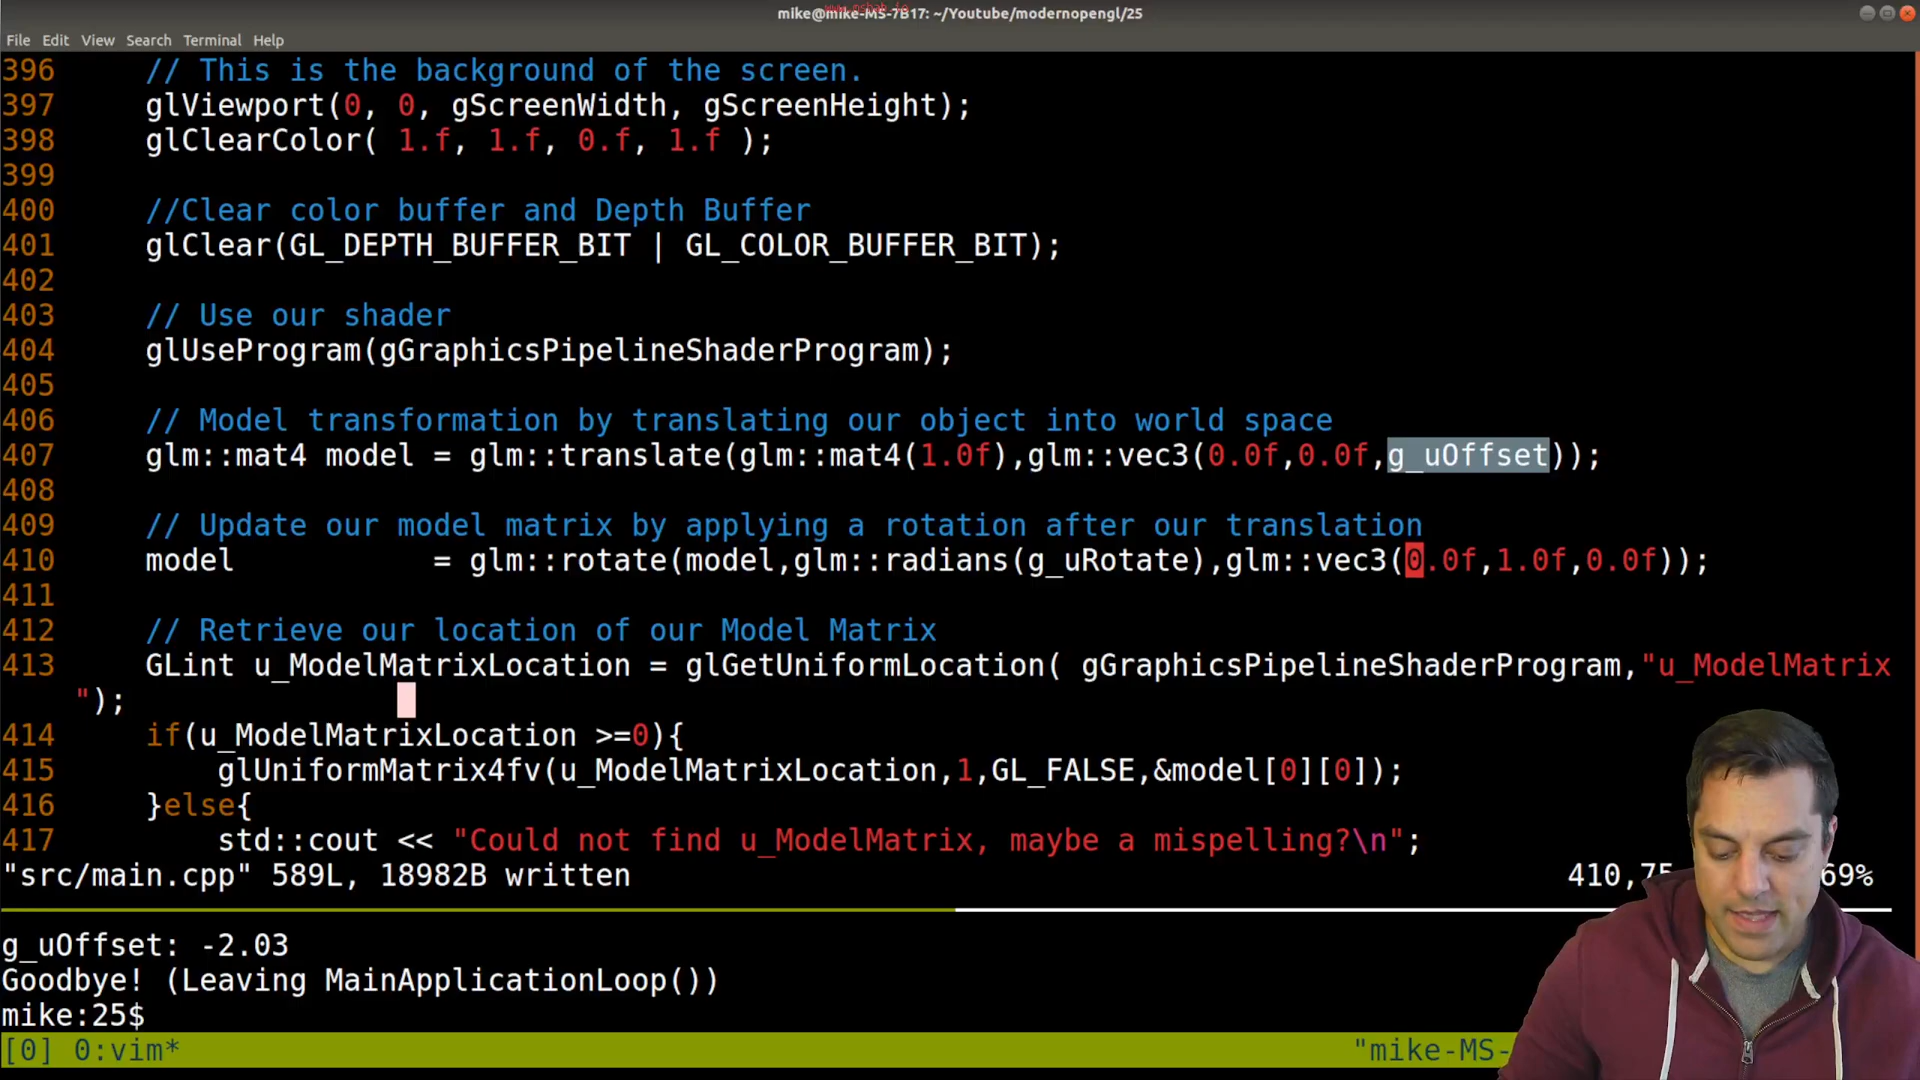 www.mshah.io
mike@mike-MS-7B17: ~/Youtube/modernopengl/25
File Edit View Search Terminal Help
396 // This is the background of the screen.
397 glViewport(0, 0, gScreenWidth, gScreenHeight);
398 glClearColor( 1.f, 1.f, 0.f, 1.f );
399
400 //Clear color buffer and Depth Buffer
401 glClear(GL_DEPTH_BUFFER_BIT | GL_COLOR_BUFFER_BIT);
402
403 // Use our shader
404 glUseProgram(gGraphicsPipelineShaderProgram);
405
406 // Model transformation by translating our object into world space
407 glm::mat4 model = glm::translate(glm::mat4(1.0f),glm::vec3(0.0f,0.0f,g_uOffset));
408
409 // Update our model matrix by applying a rotation after our translation
410 model = glm::rotate(model,glm::radians(g_uRotate),glm::vec3(0.0f,1.0f,0.0f));
411
412 // Retrieve our location of our Model Matrix
413 GLint u_ModelMatrixLocation = glGetUniformLocation( gGraphicsPipelineShaderProgram,"u_ModelMatrix
");
414 if(u_ModelMatrixLocation >=0){
415 glUniformMatrix4fv(u_ModelMatrixLocation,1,GL_FALSE,&model[0][0]);
416 }else{
417 std::cout << "Could not find u_ModelMatrix, maybe a mispelling?\n";
"src/main.cpp" 589L, 18982B written 410,75 69%
g_uOffset: -2.03
Goodbye! (Leaving MainApplicationLoop())
mike:25$
[0] 0:vim* "mike-MS-